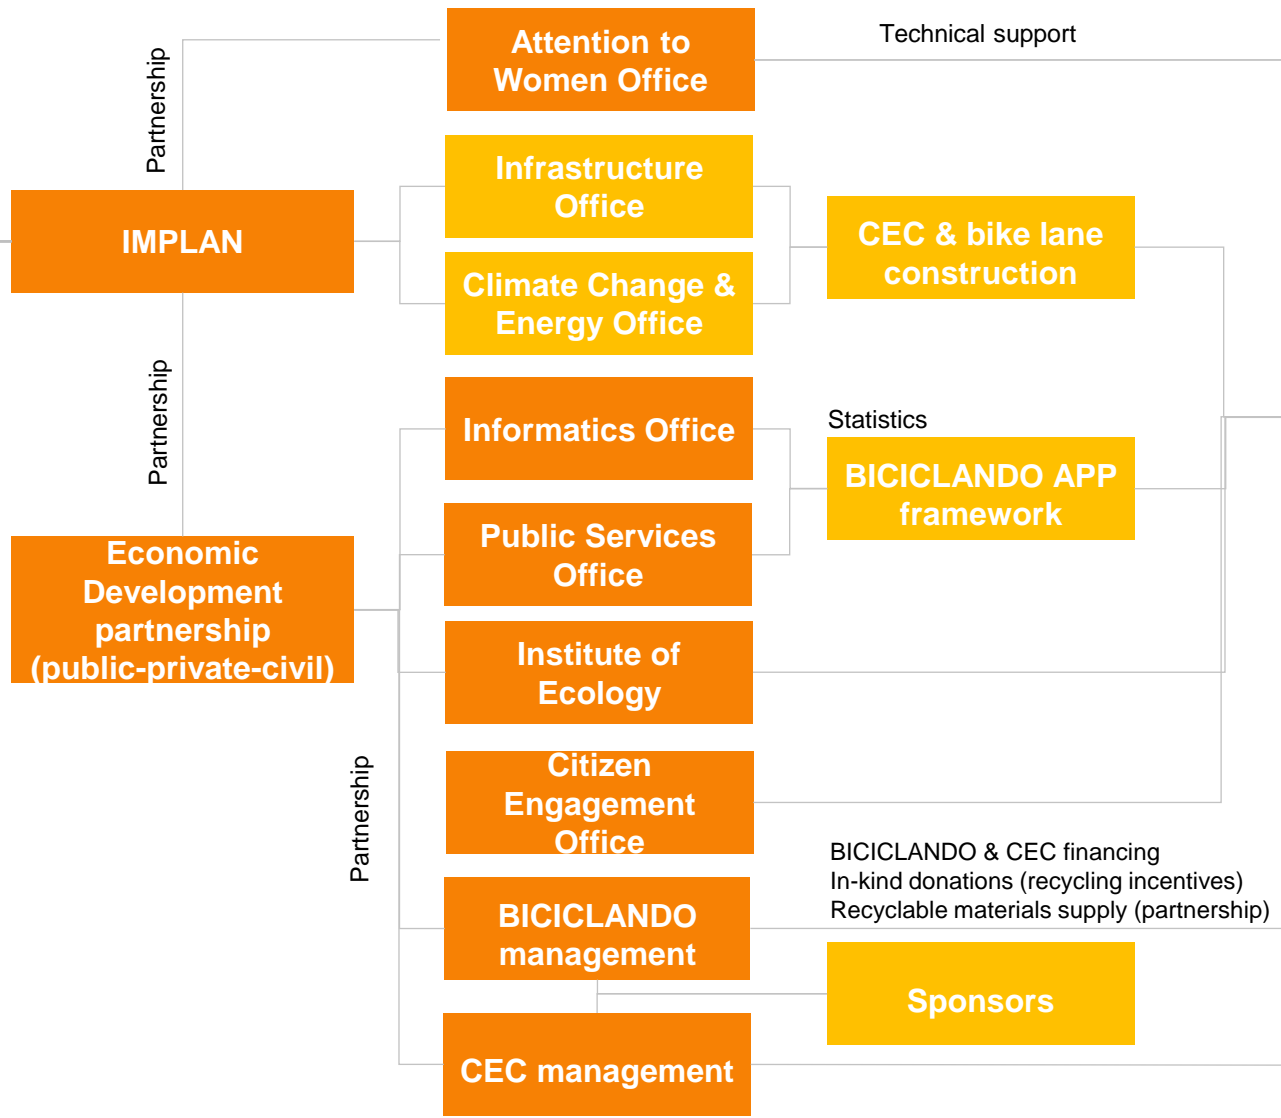 Technical support
Attention to
Women Office
Partnership
Infrastructure
Office
IMPLAN
CEC & bike lane
construction
Climate Change &
Energy Office
Partnership
Informatics Office
Statistics
BICICLANDO APP
framework
Public Services
Office
Economic
Development
partnership
(public-private-civil)
Institute of
Ecology
Partnership
Citizen
Engagement
Office
BICICLANDO & CEC financing
In-kind donations (recycling incentives)
Recyclable materials supply (partnership)
BICICLANDO
management
Sponsors
CEC management